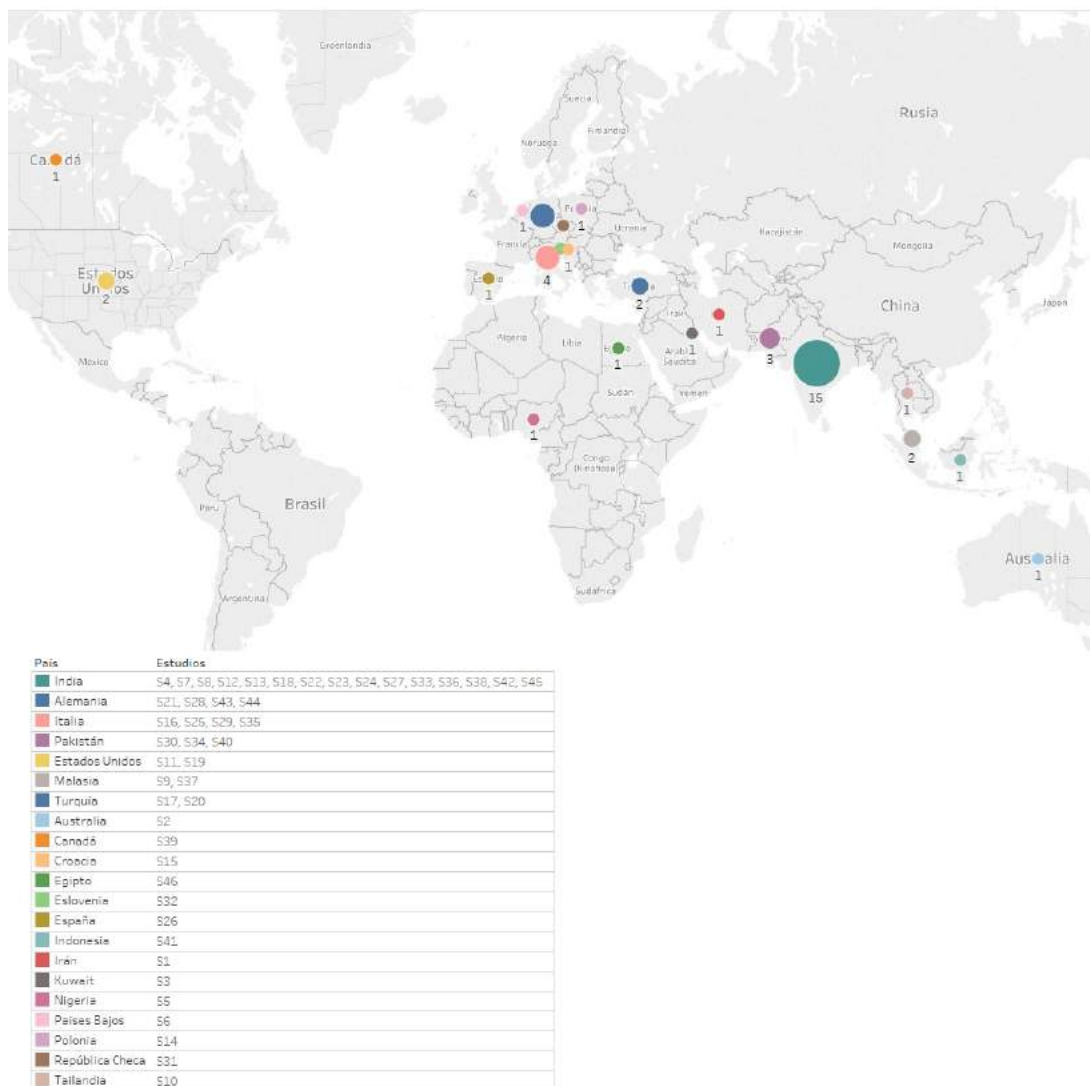 Groenlandia
Suecia
Finlandia
Noruega
Rusia
Canadá
1
1
1
1
Ucrania
Kazajistán
Mongolia
Francia
1
4
Estados
Unidos
2
1
2
Irak
1
China
Japón
México
Argelia
Libia
1
Arabia
Saudita
1
3
Sudán
Yemen
15
1
1
2
Congo
(Kinshasa)
1
Perú
Brasil
Australia
1
Sudáfrica
Argentina
País Estudios
India S4, S7, S8, S12, S13, S18, S22, S23, S24, S27, S33, S36, S38, S42, S45
Alemania S21, S28, S43, S44
Italia S16, S25, S29, S35
Pakistán S30, S34, S40
Estados Unidos S11, S19
Malasia S9, S37
Turquía S17, S20
Australia S2
Canadá S39
Croacia S15
Egipto S46
Eslovenia S32
España S26
Indonesia S41
Irán S1
Kuwait S3
Nigeria S5
Países Bajos S6
Polonia S14
República Checa S31
Tailandia S10